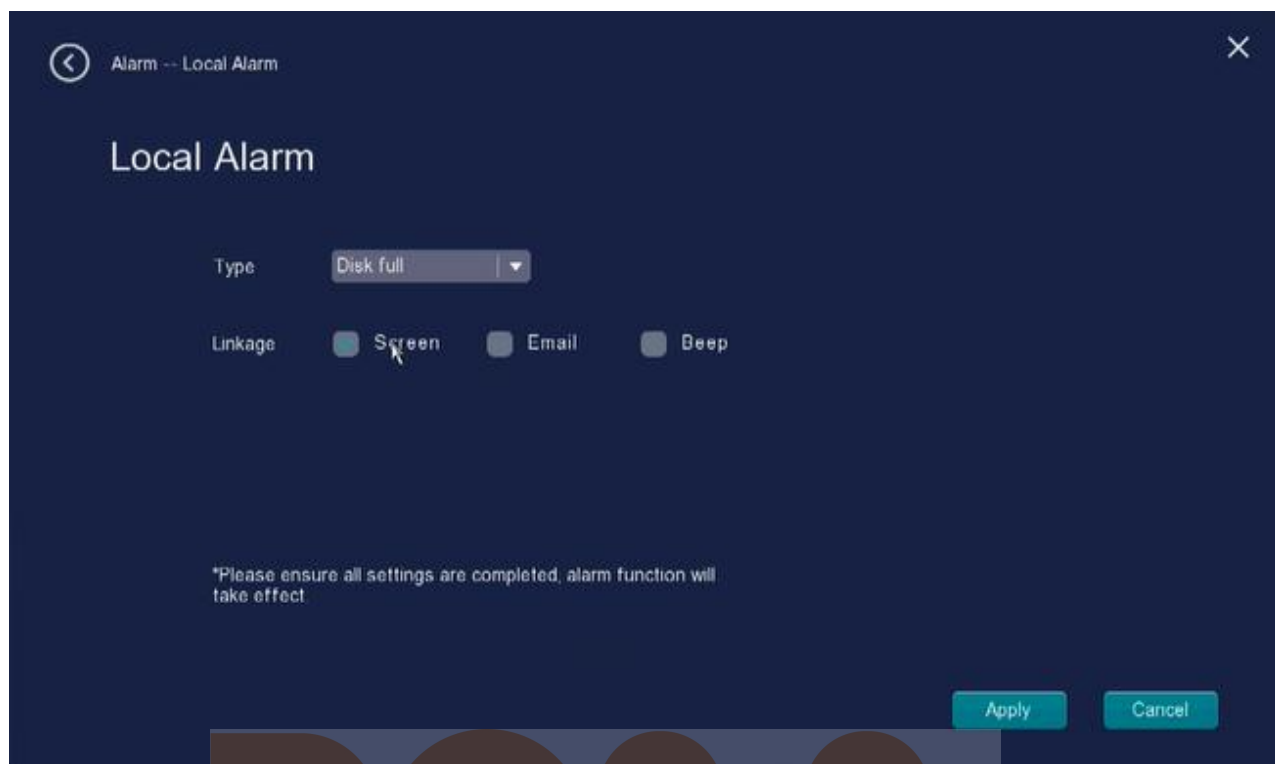 Alarm -- Local Alarm
Local Alarm
Type Disk full
Linkage Screen Email Beep
*Please ensure all settings are completed, alarm function will
take effect
Apply Cancel